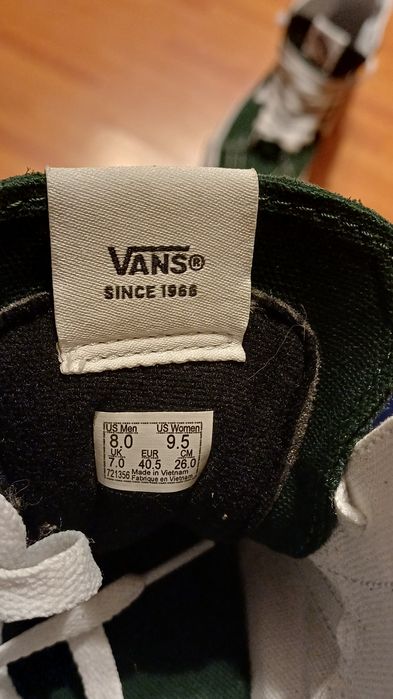 VANS®
SINCE 1966
US Men US Women
8.0 9.5
UK EUR CM
7.0 40.5 26.0
721356 Made in Vietnam
Fabrique en Vietnam